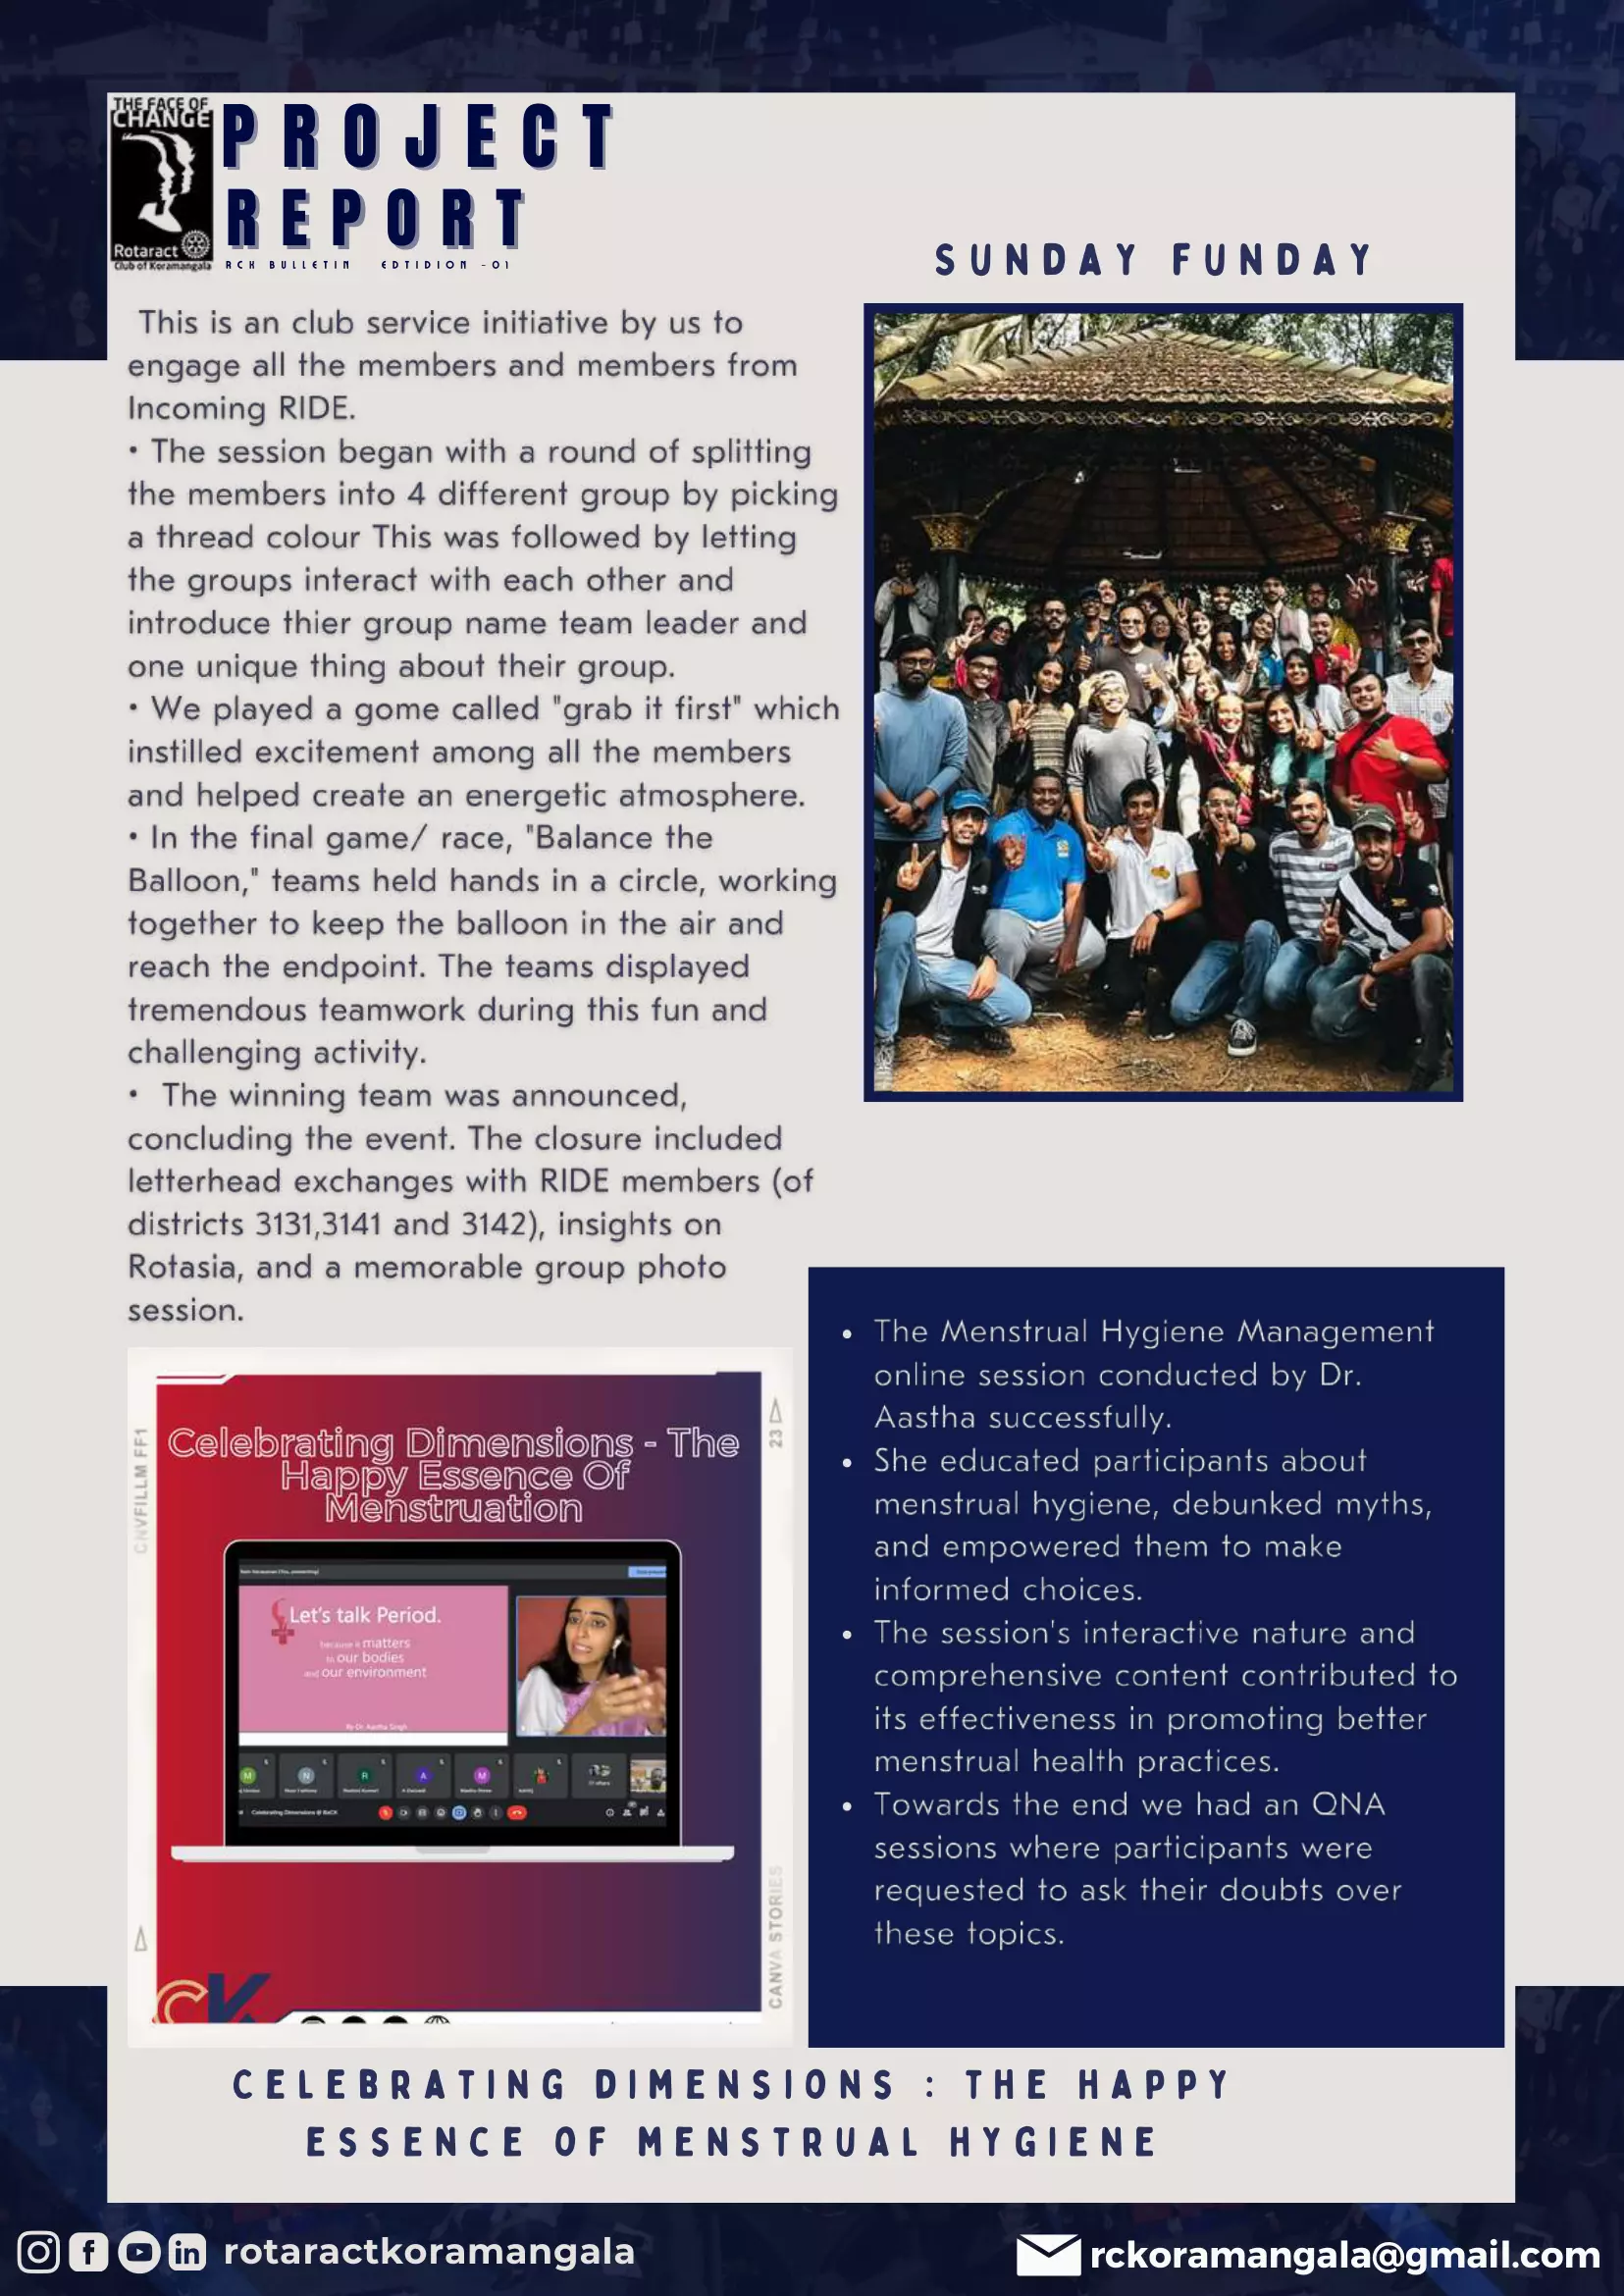 THE FACE OF
CHANGE
Rotaract
Club of Koramangala
PROJECT
REPORT
RCK BULLETIN EDTIDION -01
SUNDAY FUNDAY
This is an club service initiative by us to
engage all the members and members from
Incoming RIDE.
• The session began with a round of splitting
the members into 4 different group by picking
a thread colour This was followed by letting
the groups interact with each other and
introduce thier group name team leader and
one unique thing about their group.
• We played a gome called "grab it first" which
instilled excitement among all the members
and helped create an energetic atmosphere.
• In the final game/ race, "Balance the
Balloon," teams held hands in a circle, working
together to keep the balloon in the air and
reach the endpoint. The teams displayed
tremendous teamwork during this fun and
challenging activity.
• The winning team was announced,
concluding the event. The closure included
letterhead exchanges with RIDE members (of
districts 3131,3141 and 3142), insights on
Rotasia, and a memorable group photo
session.
CNVFILLM FF1
23
CANVA STORIES
Celebrating Dimensions - The
Happy Essence Of
Menstruation
Let's talk Period.
because it matters
to our bodies
and our environment
By-Dr. Aastha Singh
M
N
R
A
M
Celebrating Dimensions @ RaCK
CK
• The Menstrual Hygiene Management
online session conducted by Dr.
Aastha successfully.
• She educated participants about
menstrual hygiene, debunked myths,
and empowered them to make
informed choices.
• The session's interactive nature and
comprehensive content contributed to
its effectiveness in promoting better
menstrual health practices.
• Towards the end we had an QNA
sessions where participants were
requested to ask their doubts over
these topics.
CELEBRATING DIMENSIONS : THE HAPPY
ESSENCE OF MENSTRUAL HYGIENE
rotaractkoramangala
rckoramangala@gmail.com